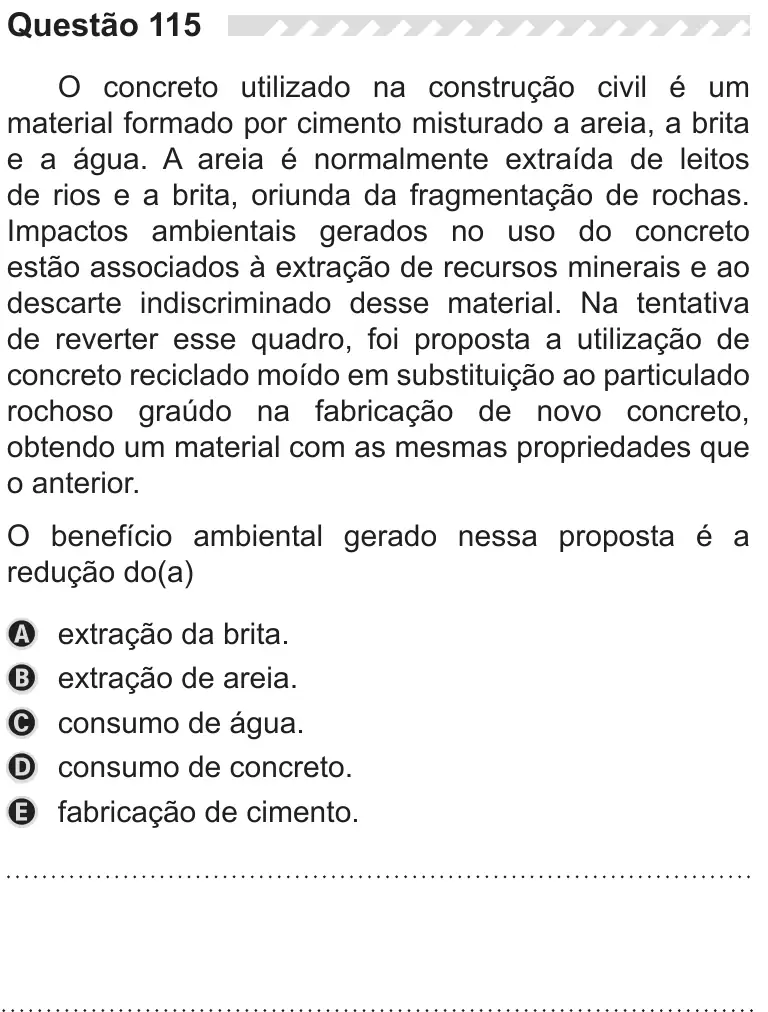 Questão 115
O concreto utilizado na construção civil é um
material formado por cimento misturado a areia, a brita
e a água. A areia é normalmente extraída de leitos
de rios e a brita, oriunda da fragmentação de rochas.
Impactos ambientais gerados no uso do concreto
estão associados à extração de recursos minerais e ao
descarte indiscriminado desse material. Na tentativa
de reverter esse quadro, foi proposta a utilização de
concreto reciclado moído em substituição ao particulado
rochoso graúdo na fabricação de novo concreto,
obtendo um material com as mesmas propriedades que
o anterior.
O benefício ambiental gerado nessa proposta é a
redução do(a)
A extração da brita.
B extração de areia.
C consumo de água.
D consumo de concreto.
E fabricação de cimento.